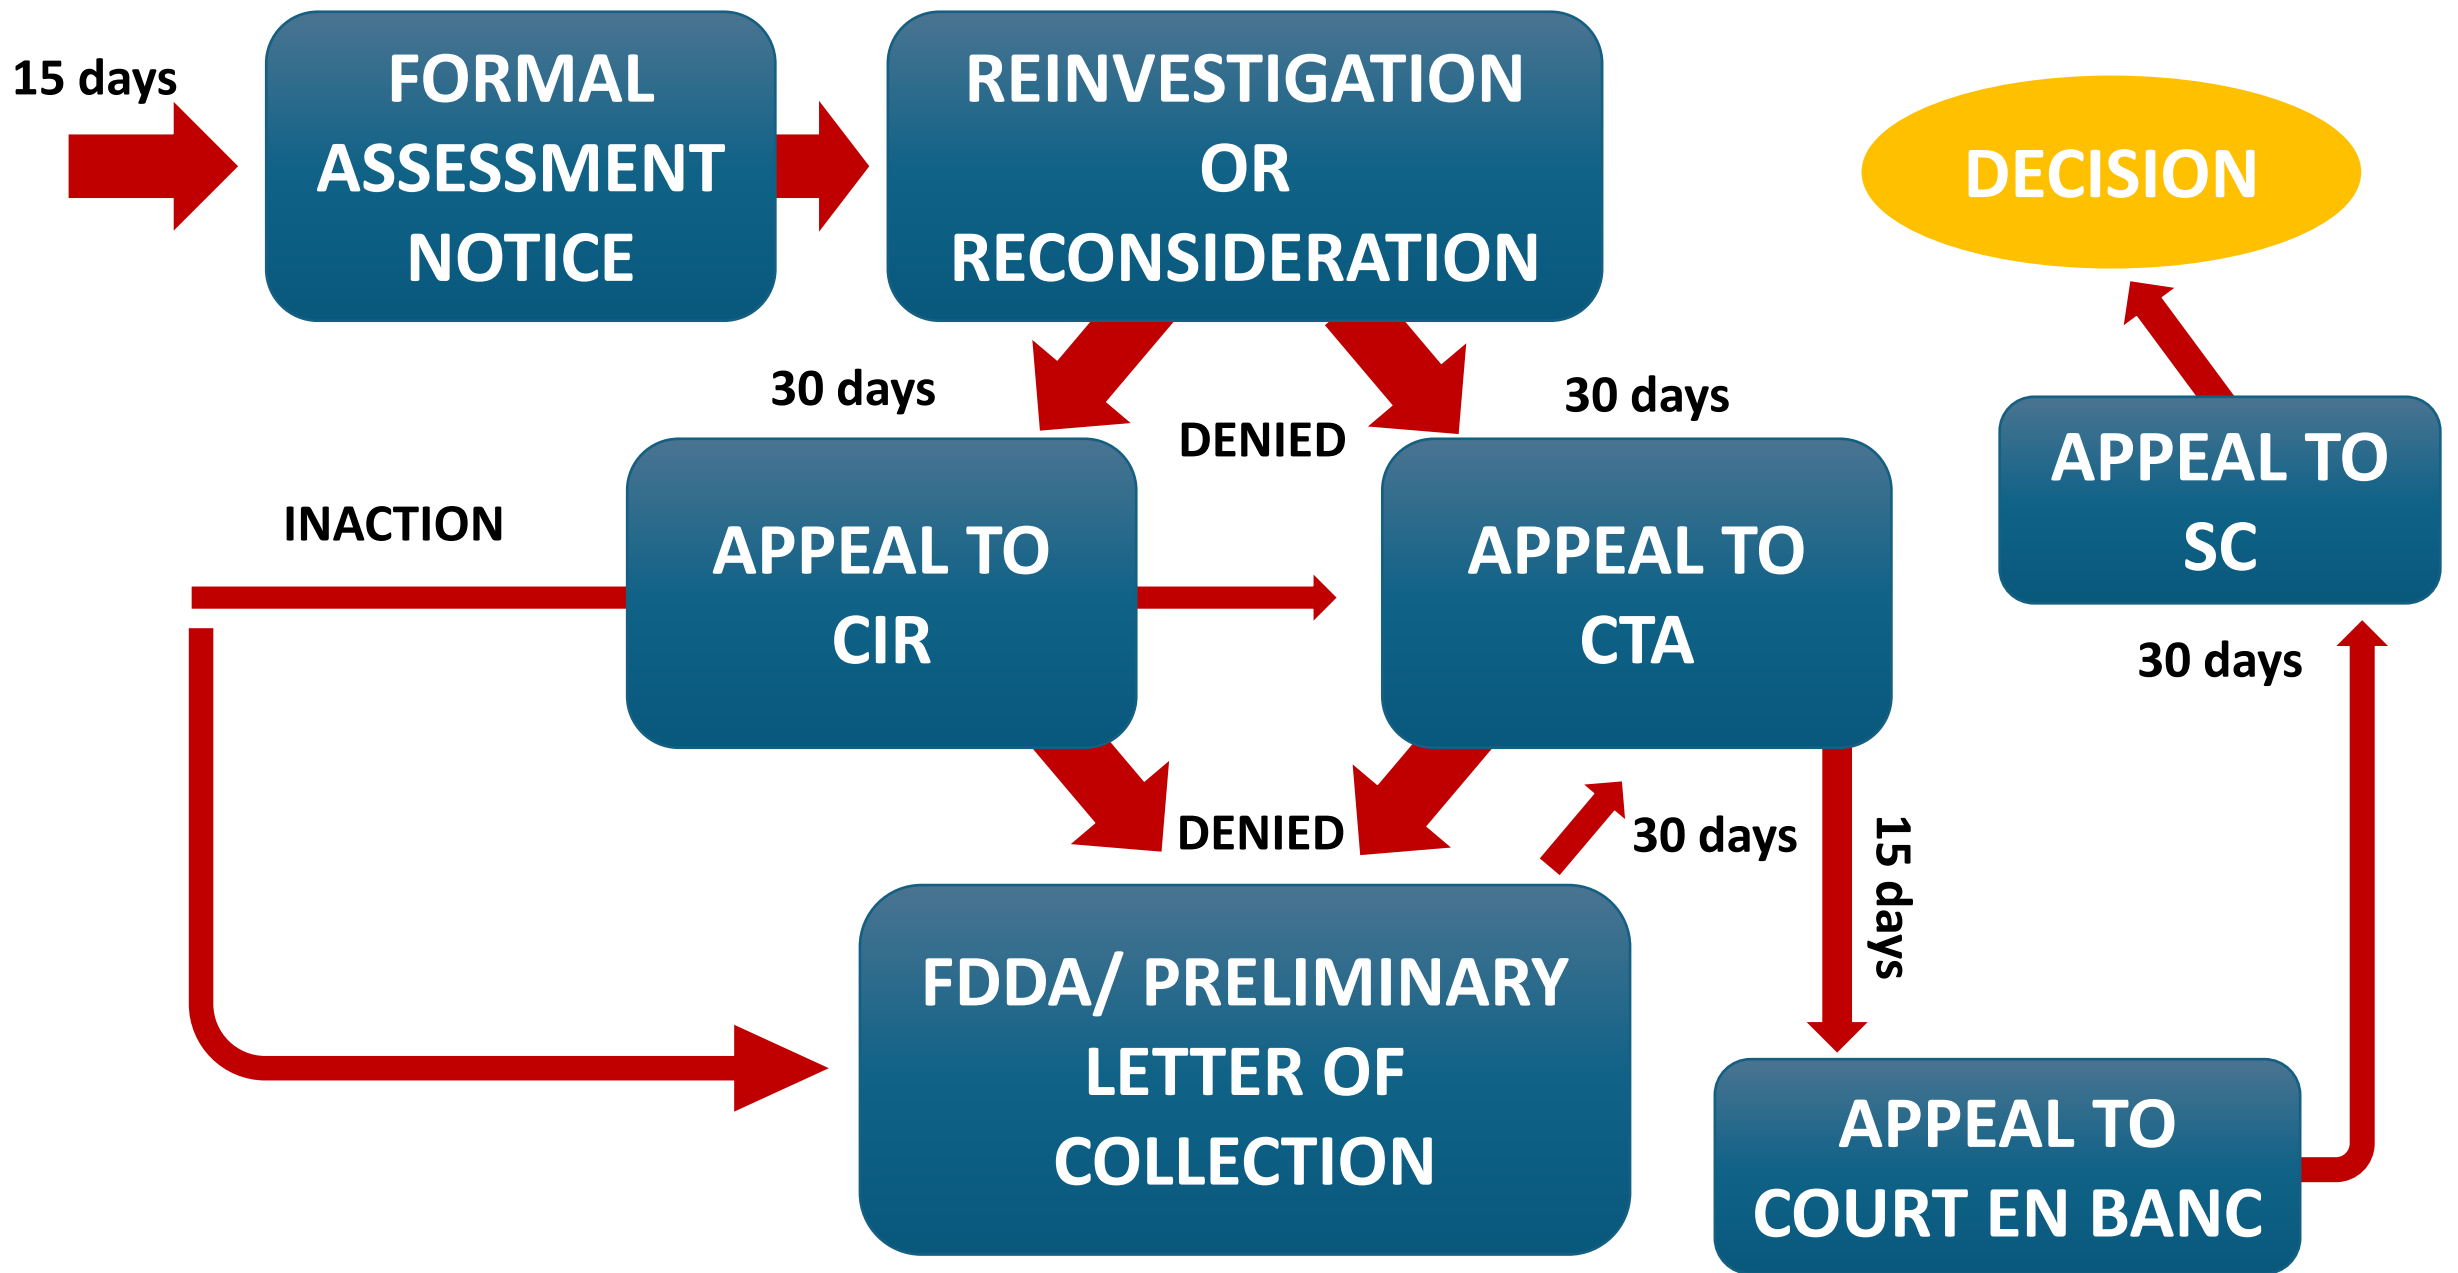 15 days
FORMAL
ASSESSMENT
NOTICE
REINVESTIGATION
OR
RECONSIDERATION
DECISION
30 days
DENIED
30 days
INACTION
APPEAL TO
CIR
APPEAL TO
CTA
APPEAL TO
SC
30 days
DENIED
30 days
15 days
FDDA/ PRELIMINARY
LETTER OF
COLLECTION
APPEAL TO
COURT EN BANC